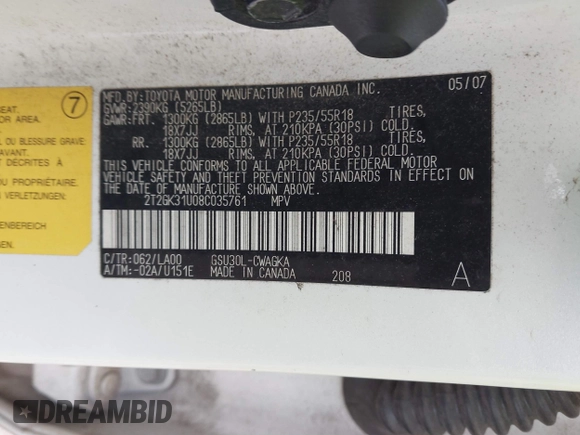 7
EAT.
OR AREA.
, OU BLESSURE GRAVE
AVANT.
T DÉCRITES À
U PROPRIÉTAIRE.
N VERLETZUNGEN.
ENBEREICH
MFD.BY:TOYOTA MOTOR MANUFACTURING CANADA INC. 05/07
GVWR:2390KG (5265LB)
GAWR:FRT. 1300KG (2865LB) WITH P235/55R18 TIRES,
18X7JJ RIMS, AT 210KPA (30PSI) COLD.
RR. 1300KG (2865LB) WITH P235/55R18 TIRES,
18X7JJ RIMS, AT 210KPA (30PSI) COLD.
THIS VEHICLE CONFORMS TO ALL APPLICABLE FEDERAL MOTOR
VEHICLE SAFETY AND THEFT PREVENTION STANDARDS IN EFFECT ON THE
DATE OF MANUFACTURE SHOWN ABOVE.
2T2GK31U08C035761 MPV
C/TR:062/LA00 GSU30L-CWAGKA
A/TM:-02A/U151E MADE IN CANADA 208 A
DREAMBID